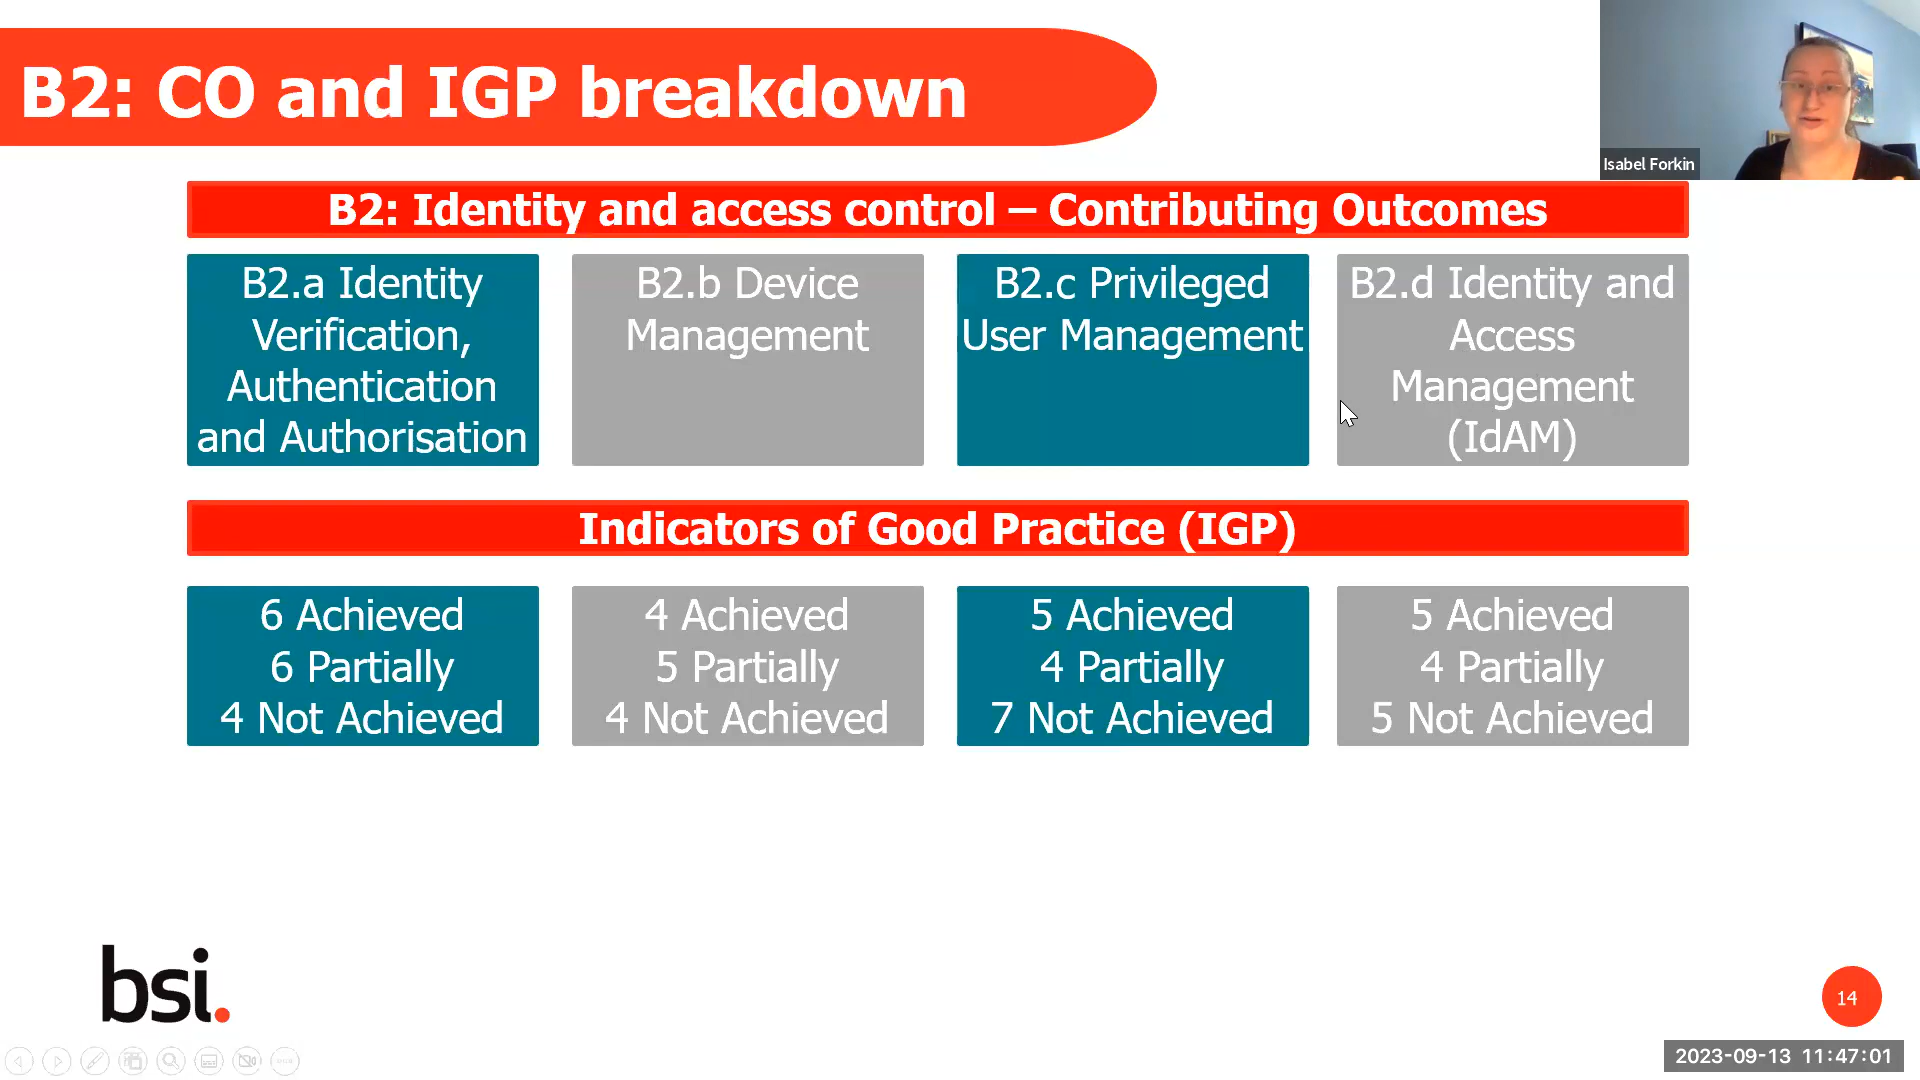 B2: CO and IGP breakdown
Isabel Forkin
B2: Identity and access control – Contributing Outcomes
B2.a Identity
Verification,
Authentication
and Authorisation
B2.b Device
Management
B2.c Privileged
User Management
B2.d Identity and
Access
Management
(IdAM)
Indicators of Good Practice (IGP)
6 Achieved
6 Partially
4 Not Achieved
4 Achieved
5 Partially
4 Not Achieved
5 Achieved
4 Partially
7 Not Achieved
5 Achieved
4 Partially
5 Not Achieved
bsi.
14
2023-09-13 11:47:01